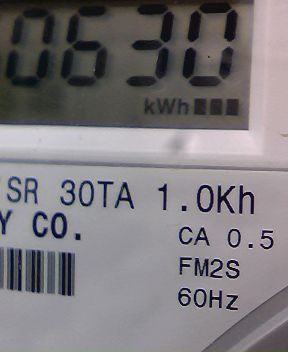 0630
kWh
SR 30TA 1.0Kh
Y CO.
CA 0.5
FM2S
60Hz